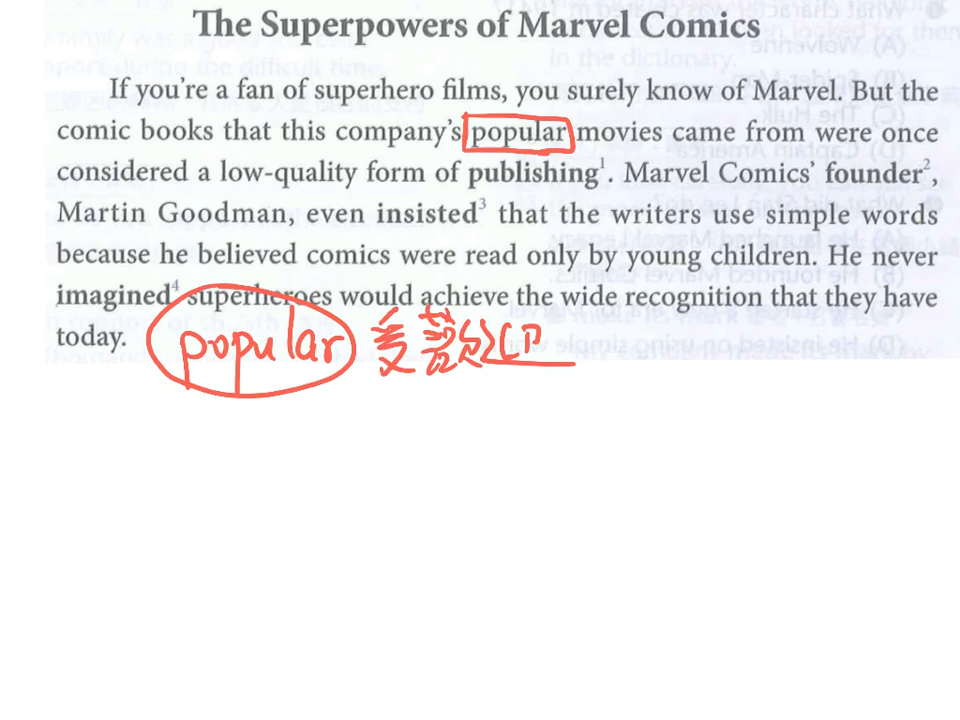 The Superpowers of Marvel Comics
If you're a fan of superhero films, you surely know of Marvel. But the
comic books that this company's popular movies came from were once
considered a low-quality form of publishing¹. Marvel Comics' founder²,
Martin Goodman, even insisted³ that the writers use simple words
because he believed comics were read only by young children. He never
imagined⁴ superheroes would achieve the wide recognition that they have
today.
popular 受